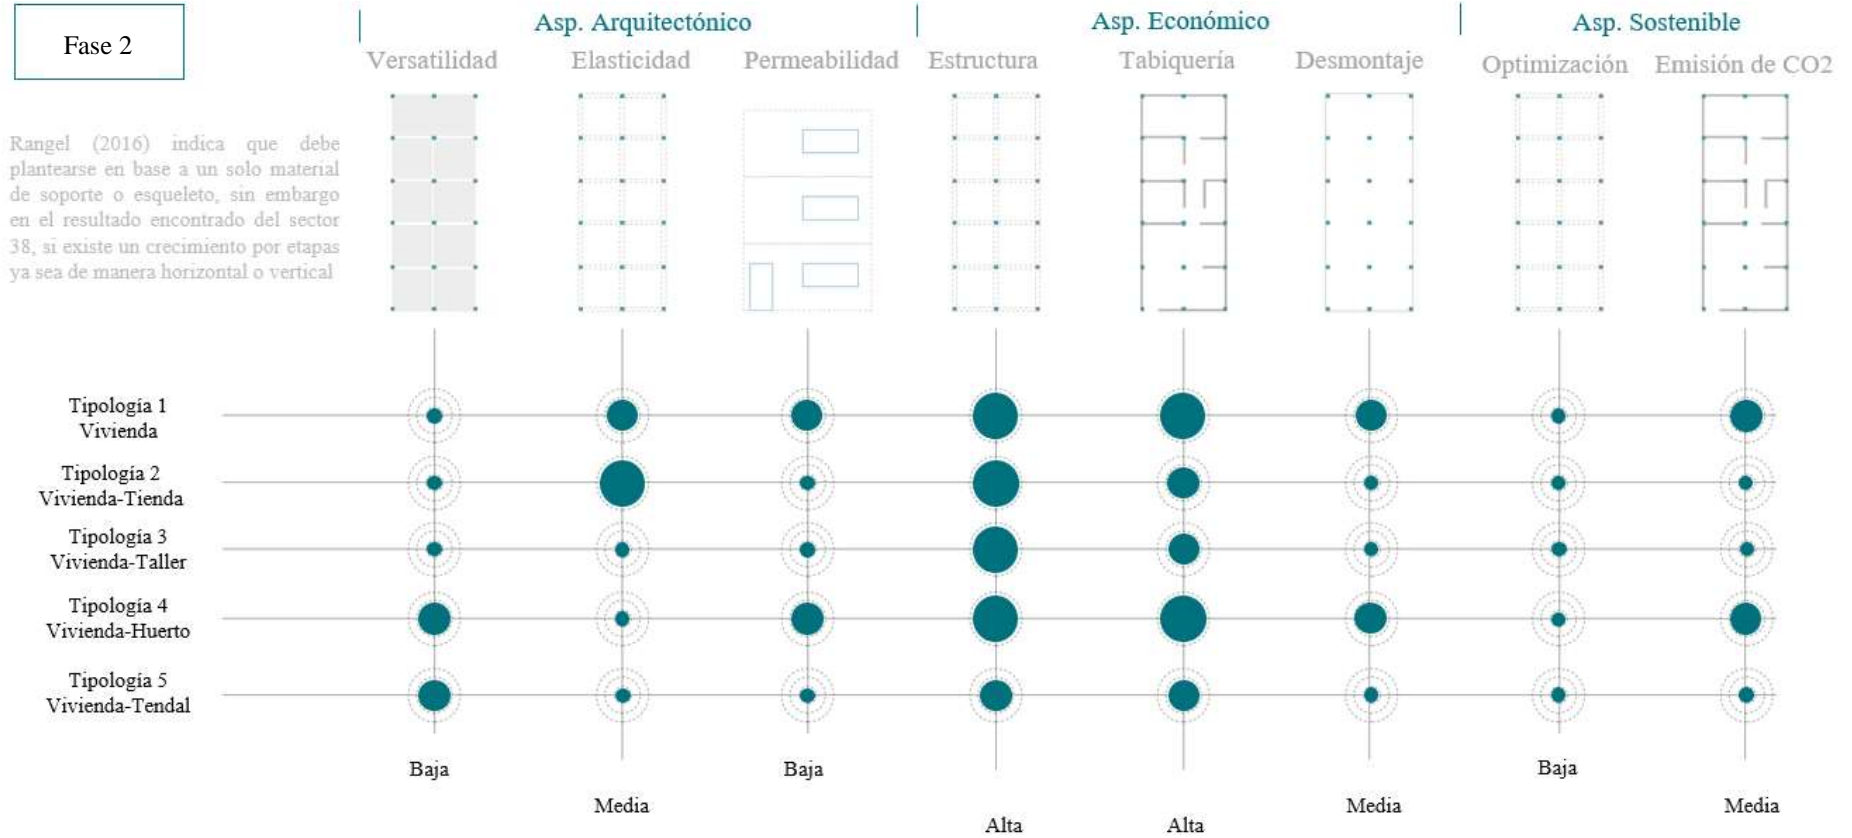 Fase 2
Asp. Arquitectónico
Asp. Económico
Asp. Sostenible
Versatilidad
Elasticidad
Permeabilidad
Estructura
Tabiquería
Desmontaje
Optimización
Emisión de CO2
Rangel (2016) indica que debe
plantearse en base a un solo material
de soporte o esqueleto, sin embargo
en el resultado encontrado del sector
38, si existe un crecimiento por etapas
ya sea de manera horizontal o vertical
Tipología 1
Vivienda
Tipología 2
Vivienda-Tienda
Tipología 3
Vivienda-Taller
Tipología 4
Vivienda-Huerto
Tipología 5
Vivienda-Tendal
Baja
Media
Baja
Alta
Alta
Media
Baja
Media